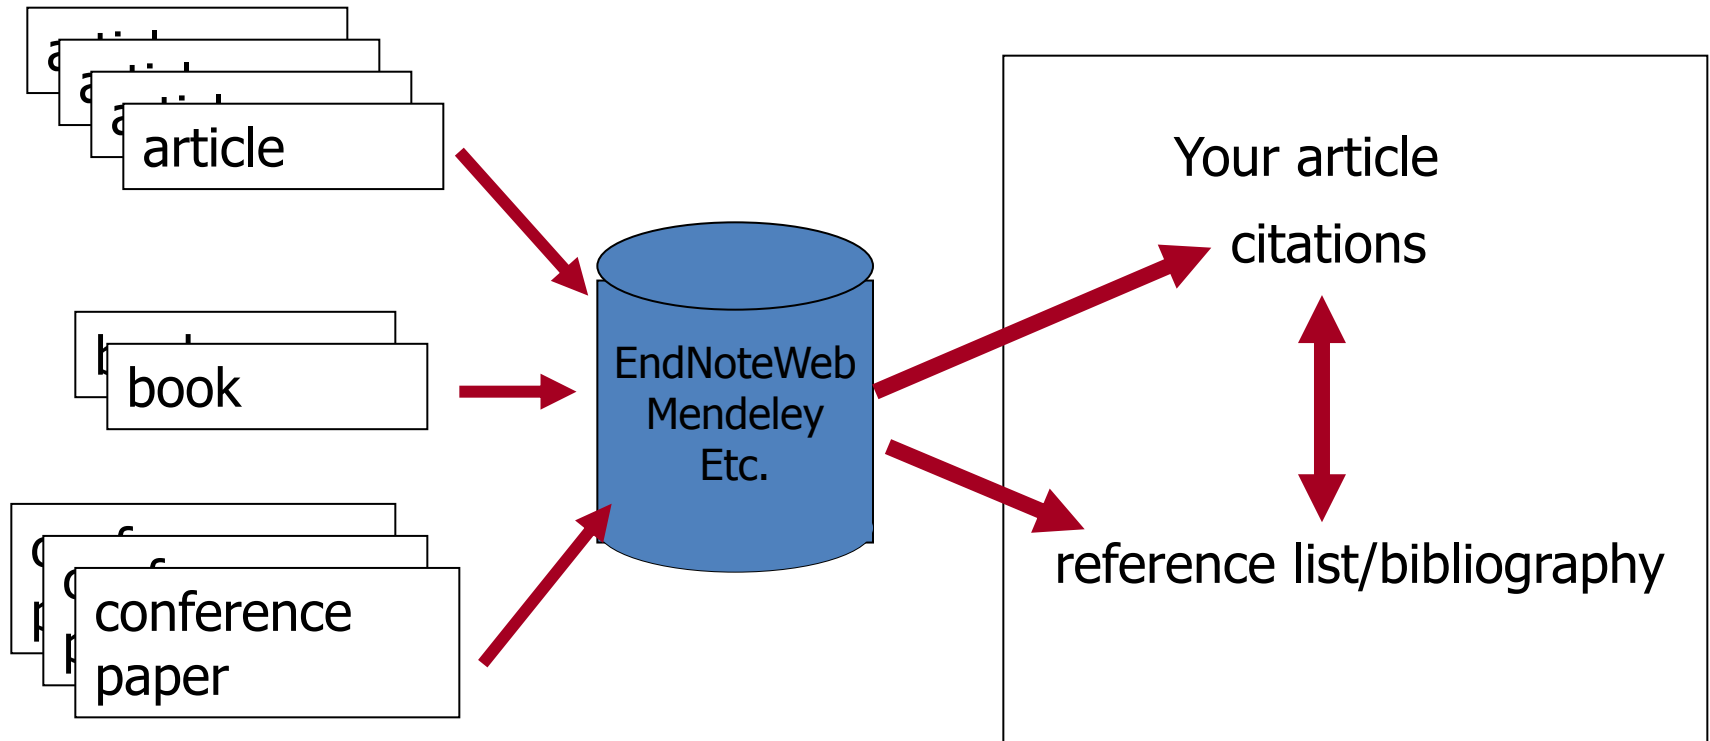 article
book
conference
paper
EndNoteWeb
Mendeley
Etc.
Your article
citations
reference list/bibliography